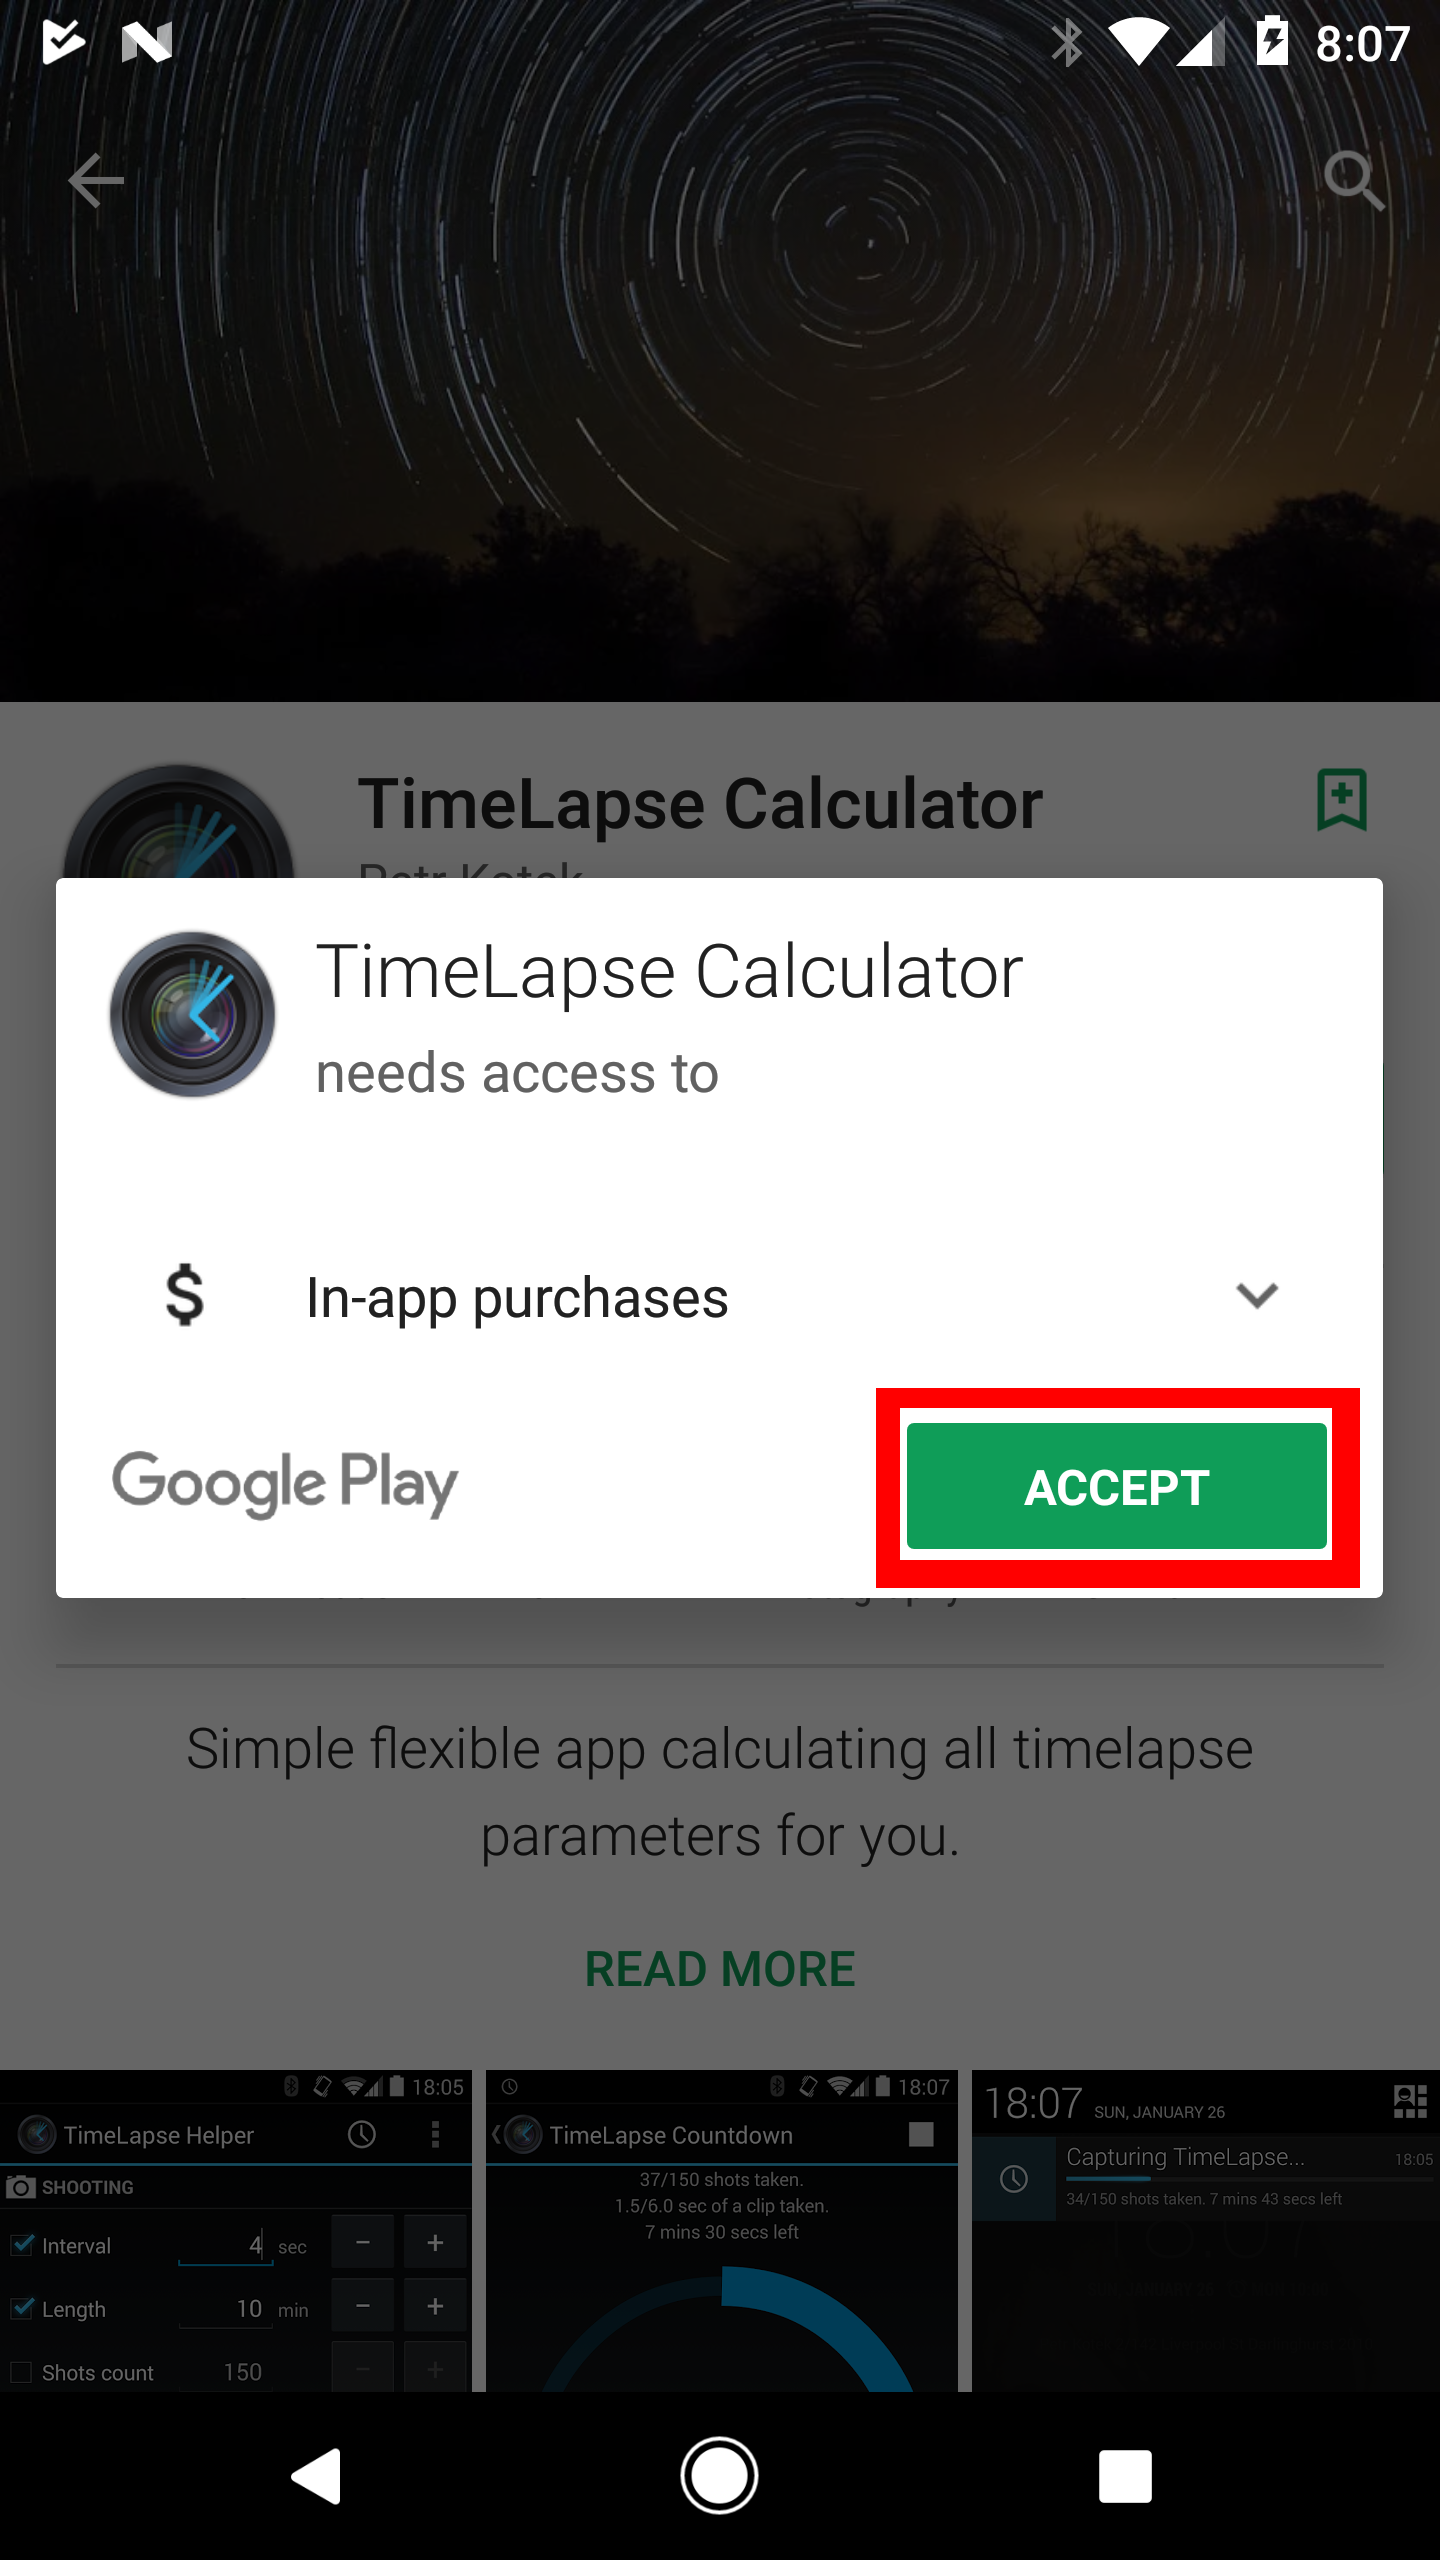 8:07
TimeLapse Calculator
TimeLapse Calculator
needs access to
$ In-app purchases
Google Play
ACCEPT
Simple flexible app calculating all timelapse
parameters for you.
READ MORE
18:05
TimeLapse Helper
SHOOTING
Interval 4 sec − +
Length 10 min − +
Shots count 150 − +
18:07
TimeLapse Countdown
37/150 shots taken.
1.5/6.0 sec of a clip taken.
7 mins 30 secs left
18:07 SUN, JANUARY 26
Capturing TimeLapse... 18:05
34/150 shots taken. 7 mins 43 secs left